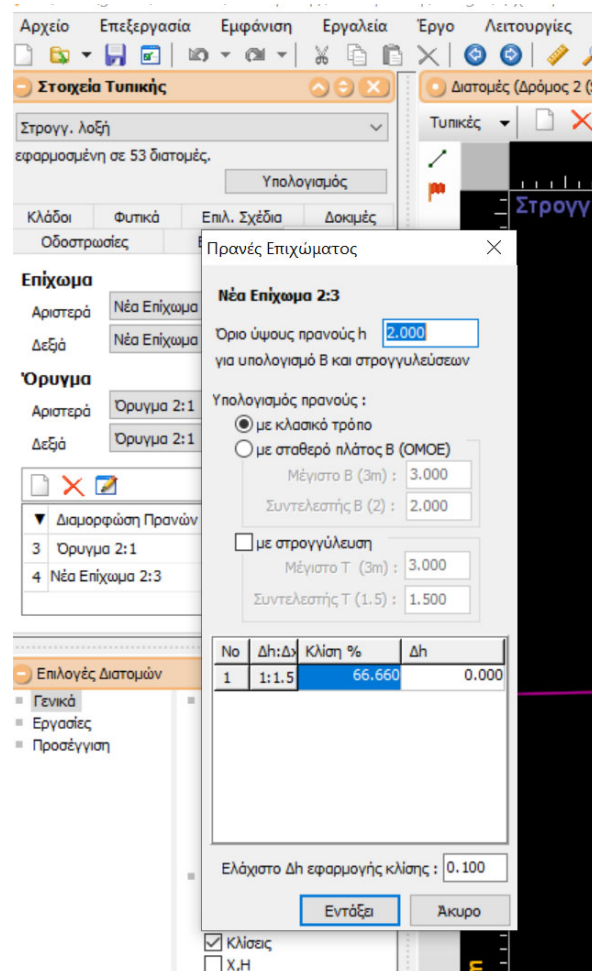 Αρχείο Επεξεργασία Εμφάνιση Εργαλεία Έργο Λειτουργίες
Στοιχεία Τυπικής
Διατομές (Δρόμος 2 (
Στρογγ. λοξή
Τυπικές
εφαρμοσμένη σε 53 διατομές.
Υπολογισμός
Κλάδοι Φυτικά Επιλ. Σχέδια Δοκιμές
Στρογγ
Οδοστρωσίες
Πρανές Επιχώματος
Επίχωμα
Αριστερά Νέα Επίχωμα
Δεξιά Νέα Επίχωμα
Όρυγμα
Αριστερά Όρυγμα 2:1
Δεξιά Όρυγμα 2:1
Διαμορφώση Πρανών
3 Όρυγμα 2:1
4 Νέα Επίχωμα 2:3
Νέα Επίχωμα 2:3
Όριο ύψους πρανούς h 2.000
για υπολογισμό Β και στρογγυλεύσεων
Υπολογισμός πρανούς :
με κλασικό τρόπο
με σταθερό πλάτος Β (ΟΜΟΕ)
Μέγιστο Β (3m) : 3.000
Συντελεστής Β (2) : 2.000
με στρογγύλευση
Μέγιστο Τ (3m) : 3.000
Συντελεστής Τ (1.5) : 1.500
No Δh:Δx Κλίση % Δh
1 1:1.5 66.660 0.000
Ελάχιστο Δh εφαρμογής κλίσης : 0.100
Εντάξει Άκυρο
Επιλογές Διατομών
Γενικά
Εργασίες
Προσέγγιση
Κλίσεις
Χ,Η
m